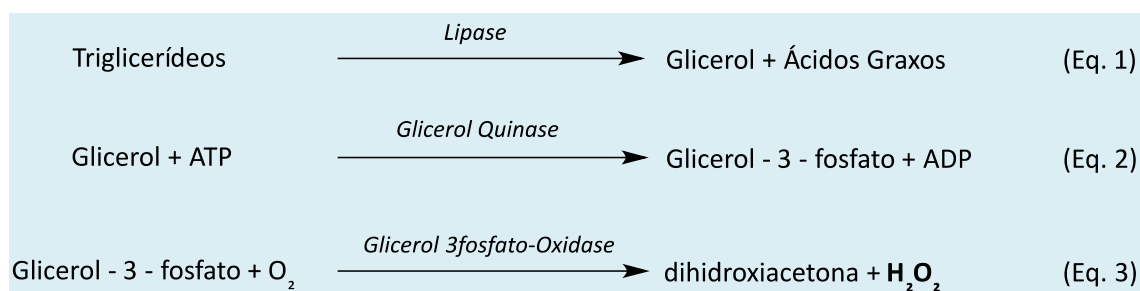 Lipase
Triglicerídeos Glicerol + Ácidos Graxos (Eq. 1)
Glicerol Quinase
Glicerol + ATP Glicerol - 3 - fosfato + ADP (Eq. 2)
Glicerol 3fosfato-Oxidase
Glicerol - 3 - fosfato + O₂ dihidroxiacetona + H₂O₂ (Eq. 3)